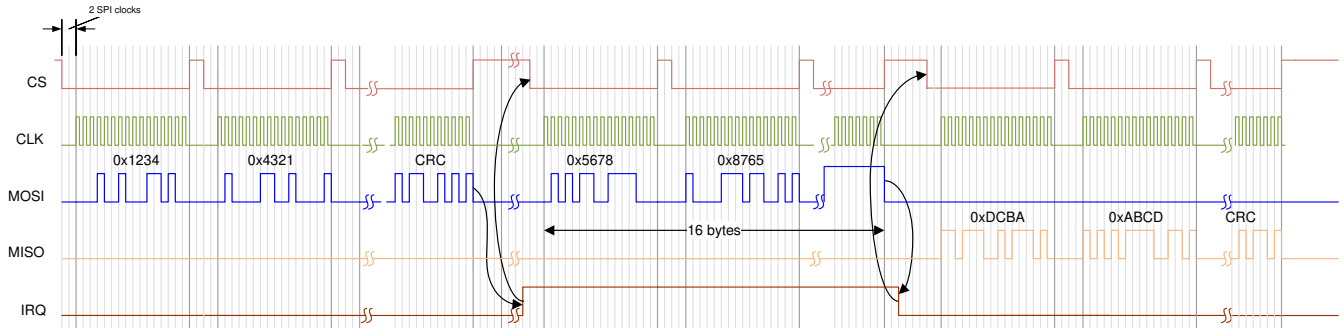 2 SPI clocks
CS
CLK
0x1234 0x4321 CRC 0x5678 0x8765
MOSI
16 bytes 0xDCBA 0xABCD CRC
MISO
IRQ